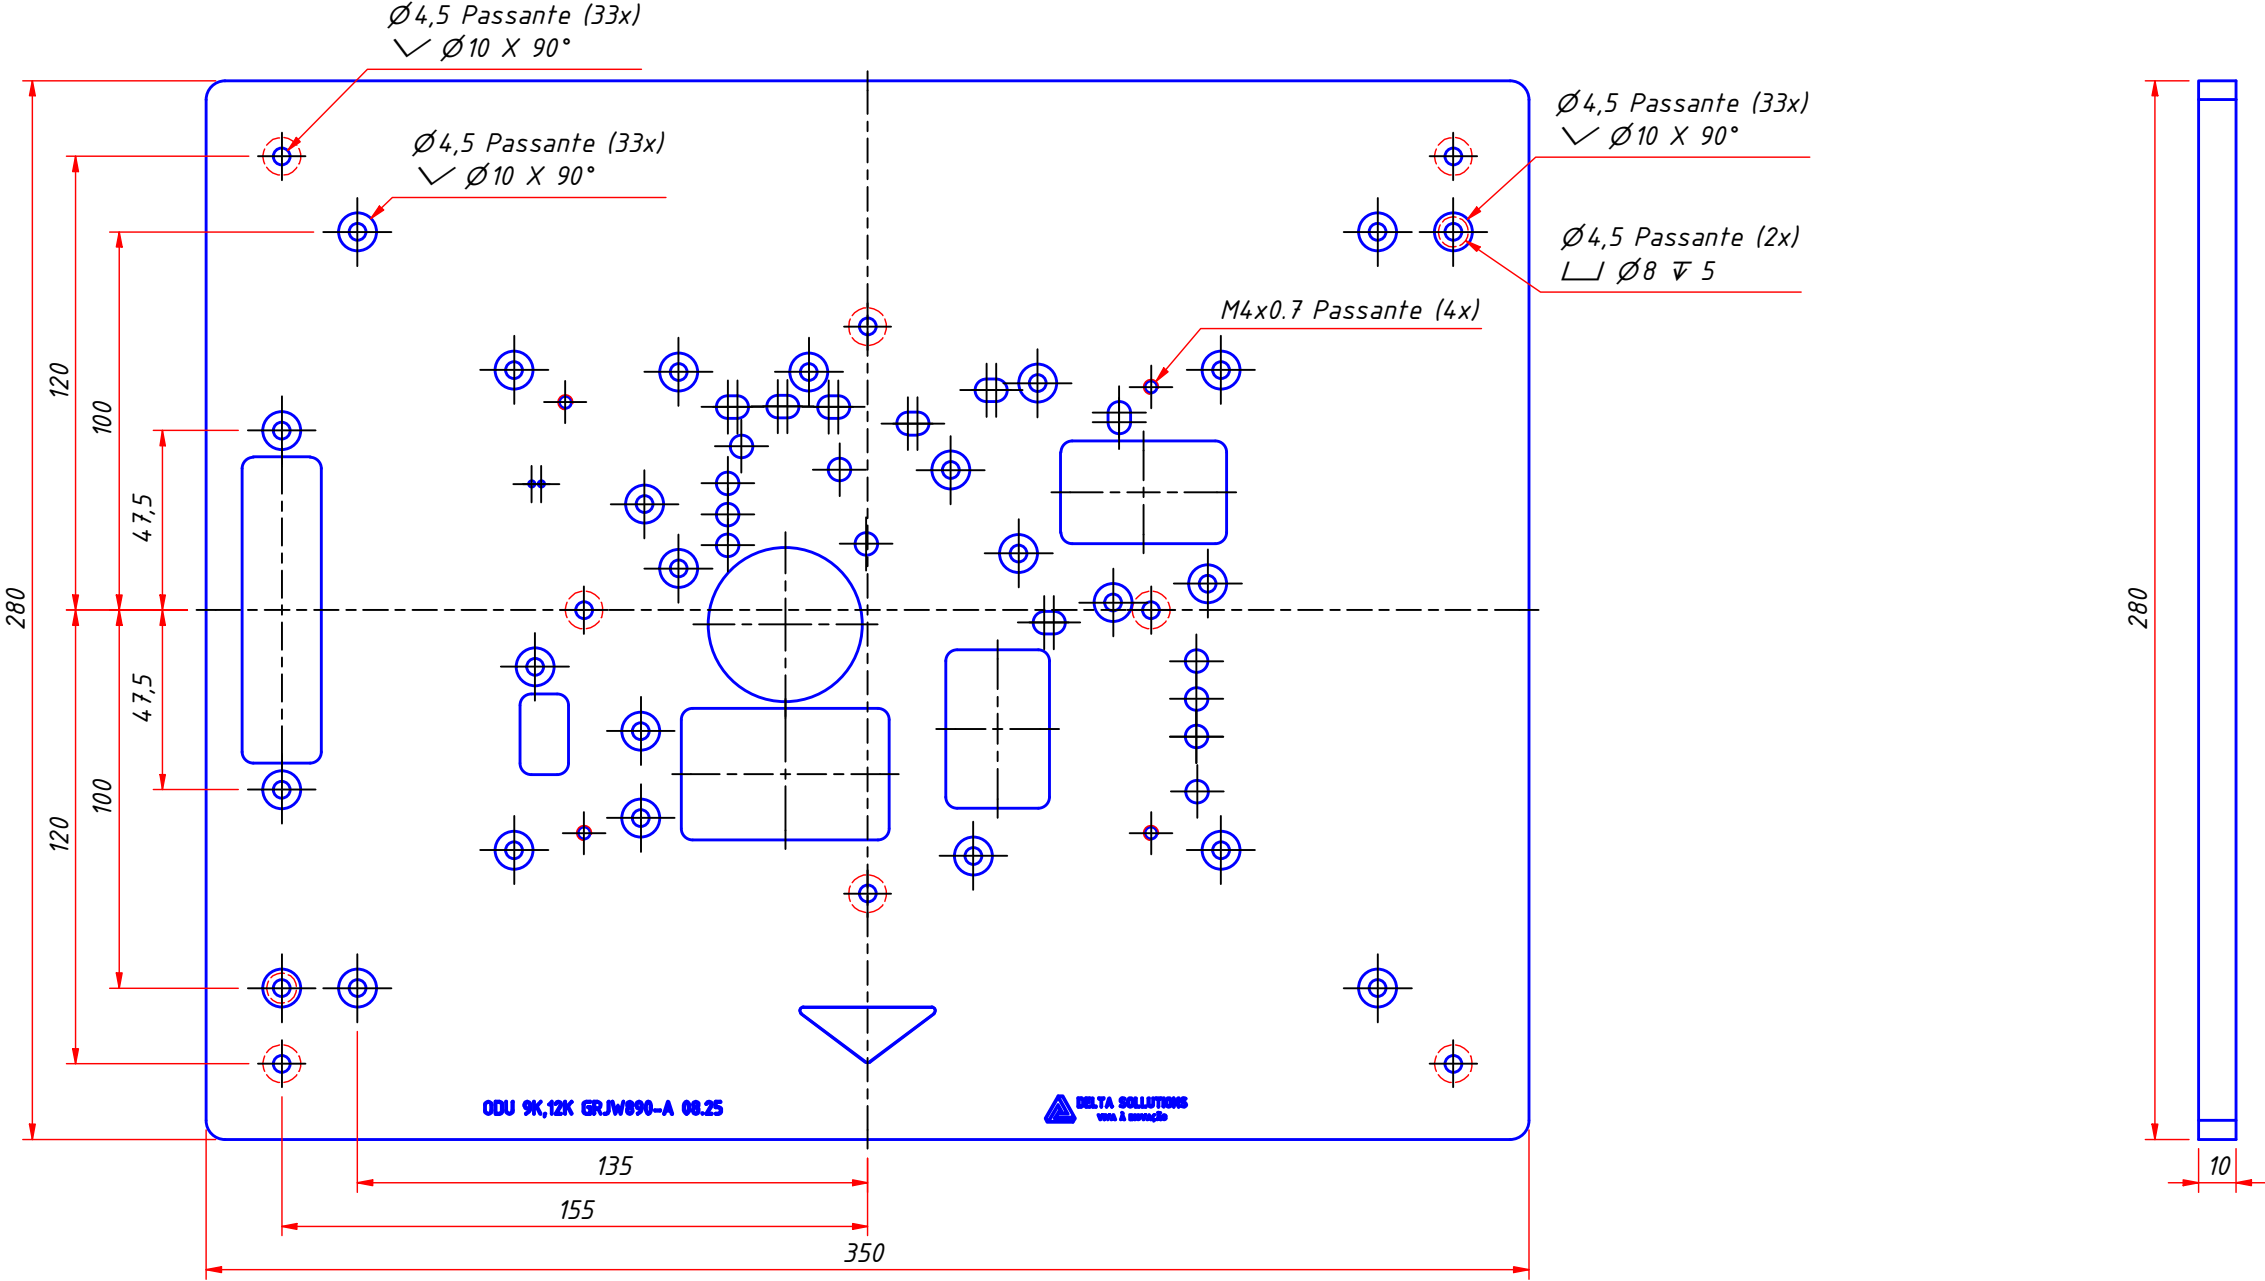 Ø4,5 Passante (33x)
⌵ Ø10 X 90°
Ø4,5 Passante (33x)
⌵ Ø10 X 90°
Ø4,5 Passante (33x)
⌵ Ø10 X 90°
Ø4,5 Passante (2x)
⌴ Ø8 ↧ 5
M4x0.7 Passante (4x)
120
100
47,5
280
280
47,5
100
120
ODU 9K,12K GRJW890-A 08.25
DELTA SOLLUTIONS
VIVA À INOVAÇÃO
135
10
155
350